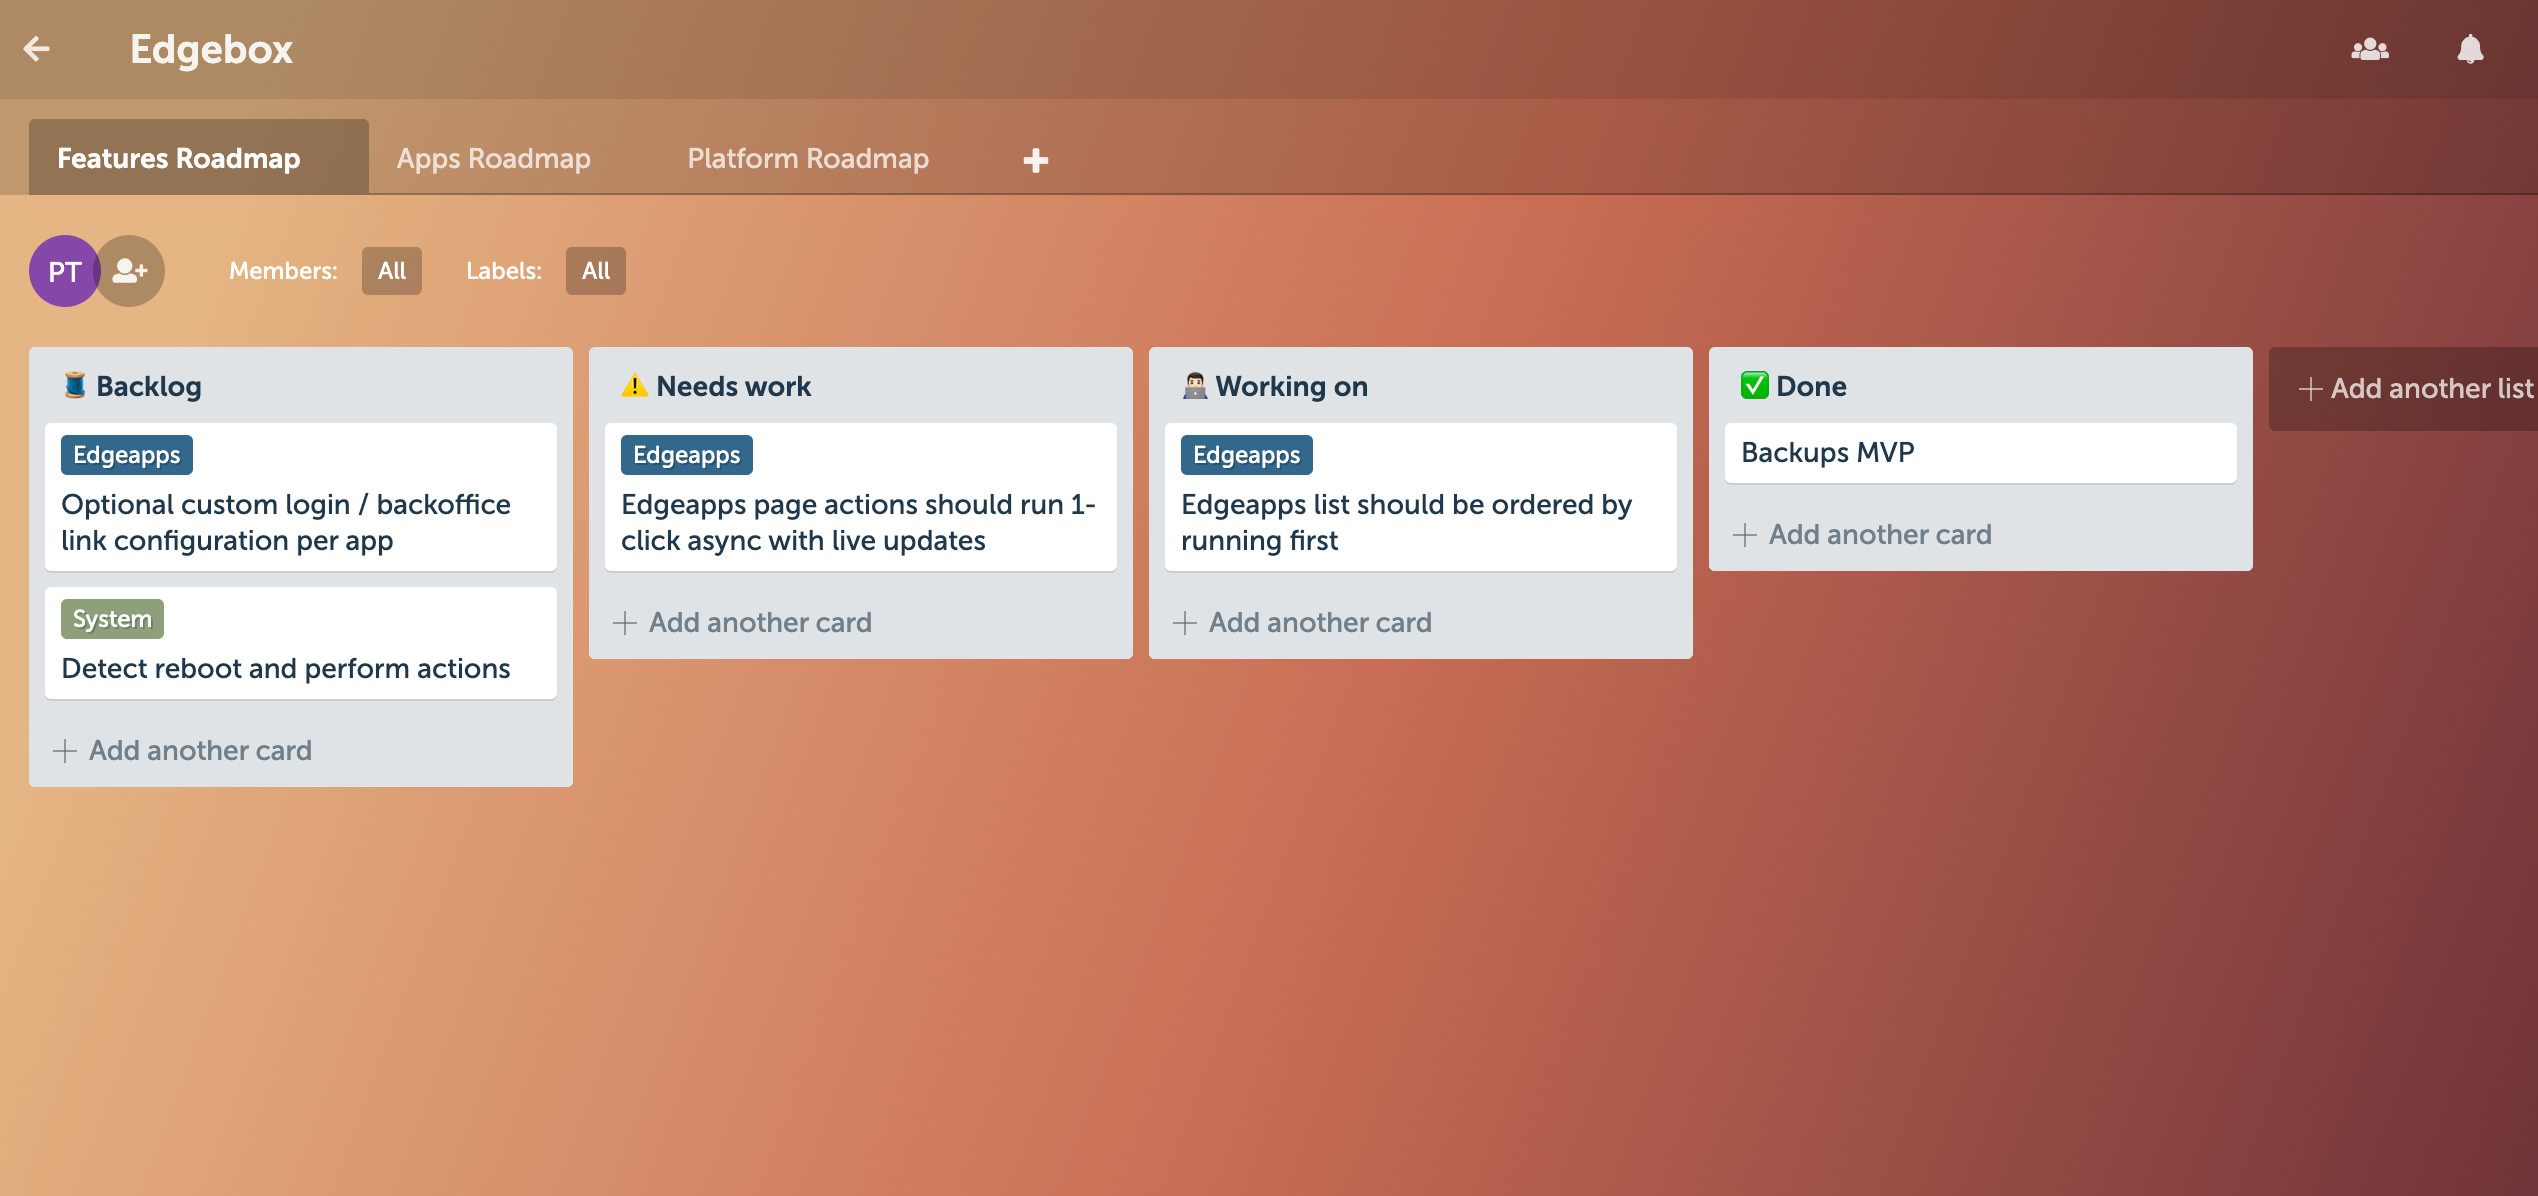 Edgebox
Features Roadmap
Apps Roadmap
Platform Roadmap
PT
Members:
All
Labels:
All
Backlog
Edgeapps
Optional custom login / backoffice
link configuration per app
System
Detect reboot and perform actions
Add another card
Needs work
Edgeapps
Edgeapps page actions should run 1-
click async with live updates
Add another card
Working on
Edgeapps
Edgeapps list should be ordered by
running first
Add another card
Done
Backups MVP
Add another card
Add another list